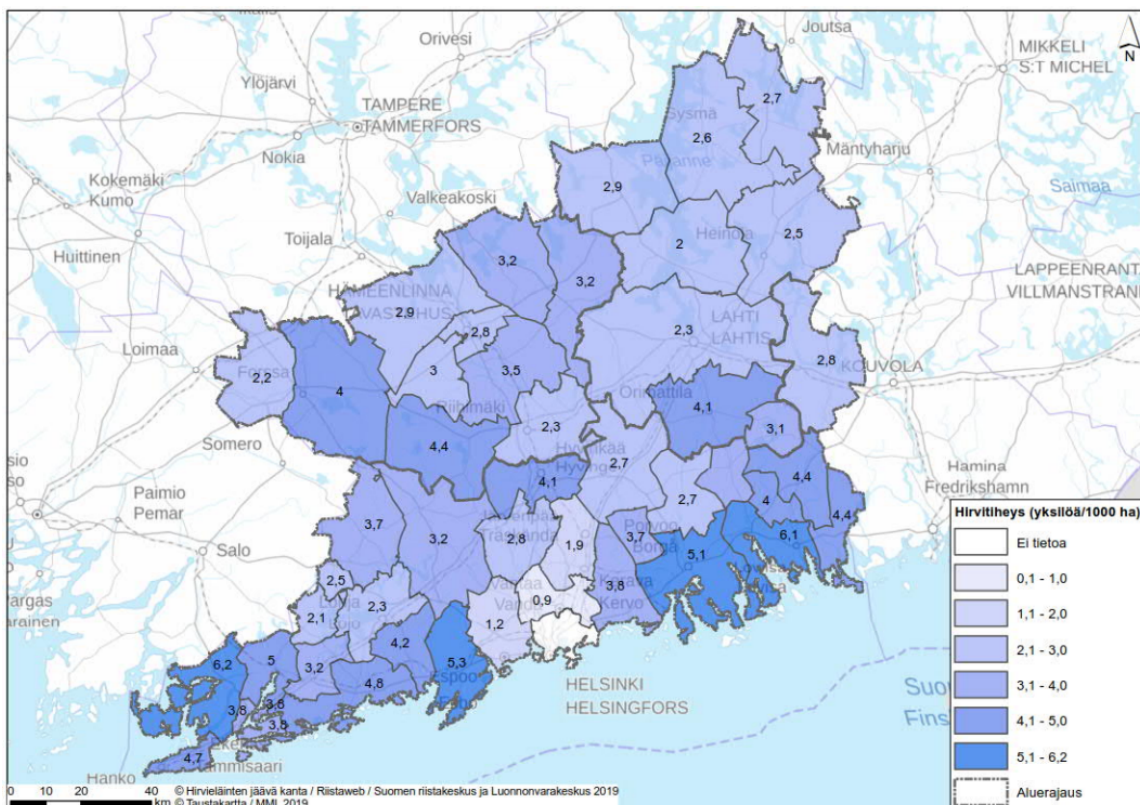 Orivesi
Joutsa
N
MIKKELI
S:T MICHEL
Ylöjärvi
TAMPERE
TAMMERFORS
2,7
Sysmä
2,6
Nokia
Mäntyharju
Kokemäki
Kumo
Valkeakoski
2,9
Saimaa
Toijala
Heinola
2
2,5
Huittinen
3,2
3,2
LAPPEENRANT
VILLMANSTRAND
HÄMEENLINNA
2,9
2,8
2,3
LAHTI
LAHTIS
Loimaa
3
3,5
2,8
KOUVOLA
2,2
Forssa
4
Orimattila
4,1
Riihimäki
4,4
2,3
3,1
Somero
Hyvinkää
Hyvinge
2,7
Hamina
Fredrikshamn
4,1
2,7
4,4
4
4,4
Paimio
Pemar
3,7
3,2
2,8
1,9
3,7
Porvoo
Borgå
5,1
6,1
Salo
2,5
Kerava
Kervo
3,8
Vantaa
Vanda
0,9
2,1
2,3
1,2
4,2
6,2
5
3,2
4,8
5,3
Espoo
HELSINKI
HELSINGFORS
3,8
3,8
3,8
4,7
Hanko
Tammisaari
Hirvitiheys (yksilöä/1000 ha)
Ei tietoa
0,1 - 1,0
1,1 - 2,0
2,1 - 3,0
3,1 - 4,0
4,1 - 5,0
5,1 - 6,2
Aluerajaus
0 10 20 40
km
© Hirvieläinten jäävä kanta / Riistaweb / Suomen riistakeskus ja Luonnonvarakeskus 2019
© Taustakartta / MML 2019